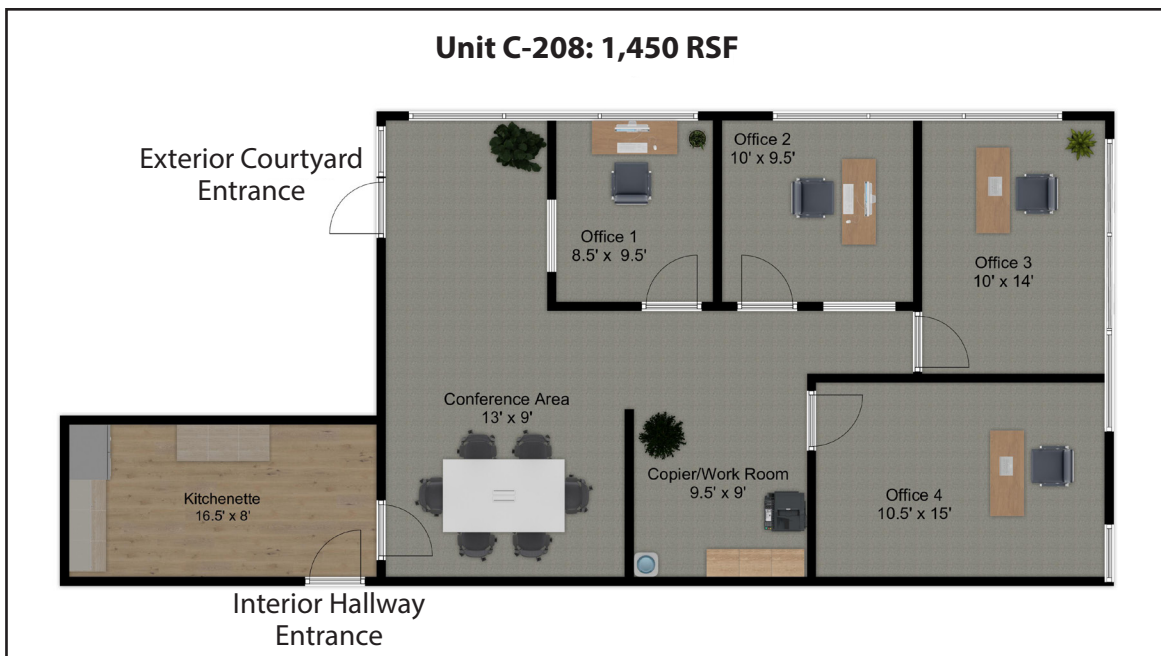 Unit C-208: 1,450 RSF
Exterior Courtyard
Entrance
Office 1
8.5' x 9.5'
Office 2
10' x 9.5'
Office 3
10' x 14'
Conference Area
13' x 9'
Copier/Work Room
9.5' x 9'
Office 4
10.5' x 15'
Kitchenette
16.5' x 8'
Interior Hallway
Entrance